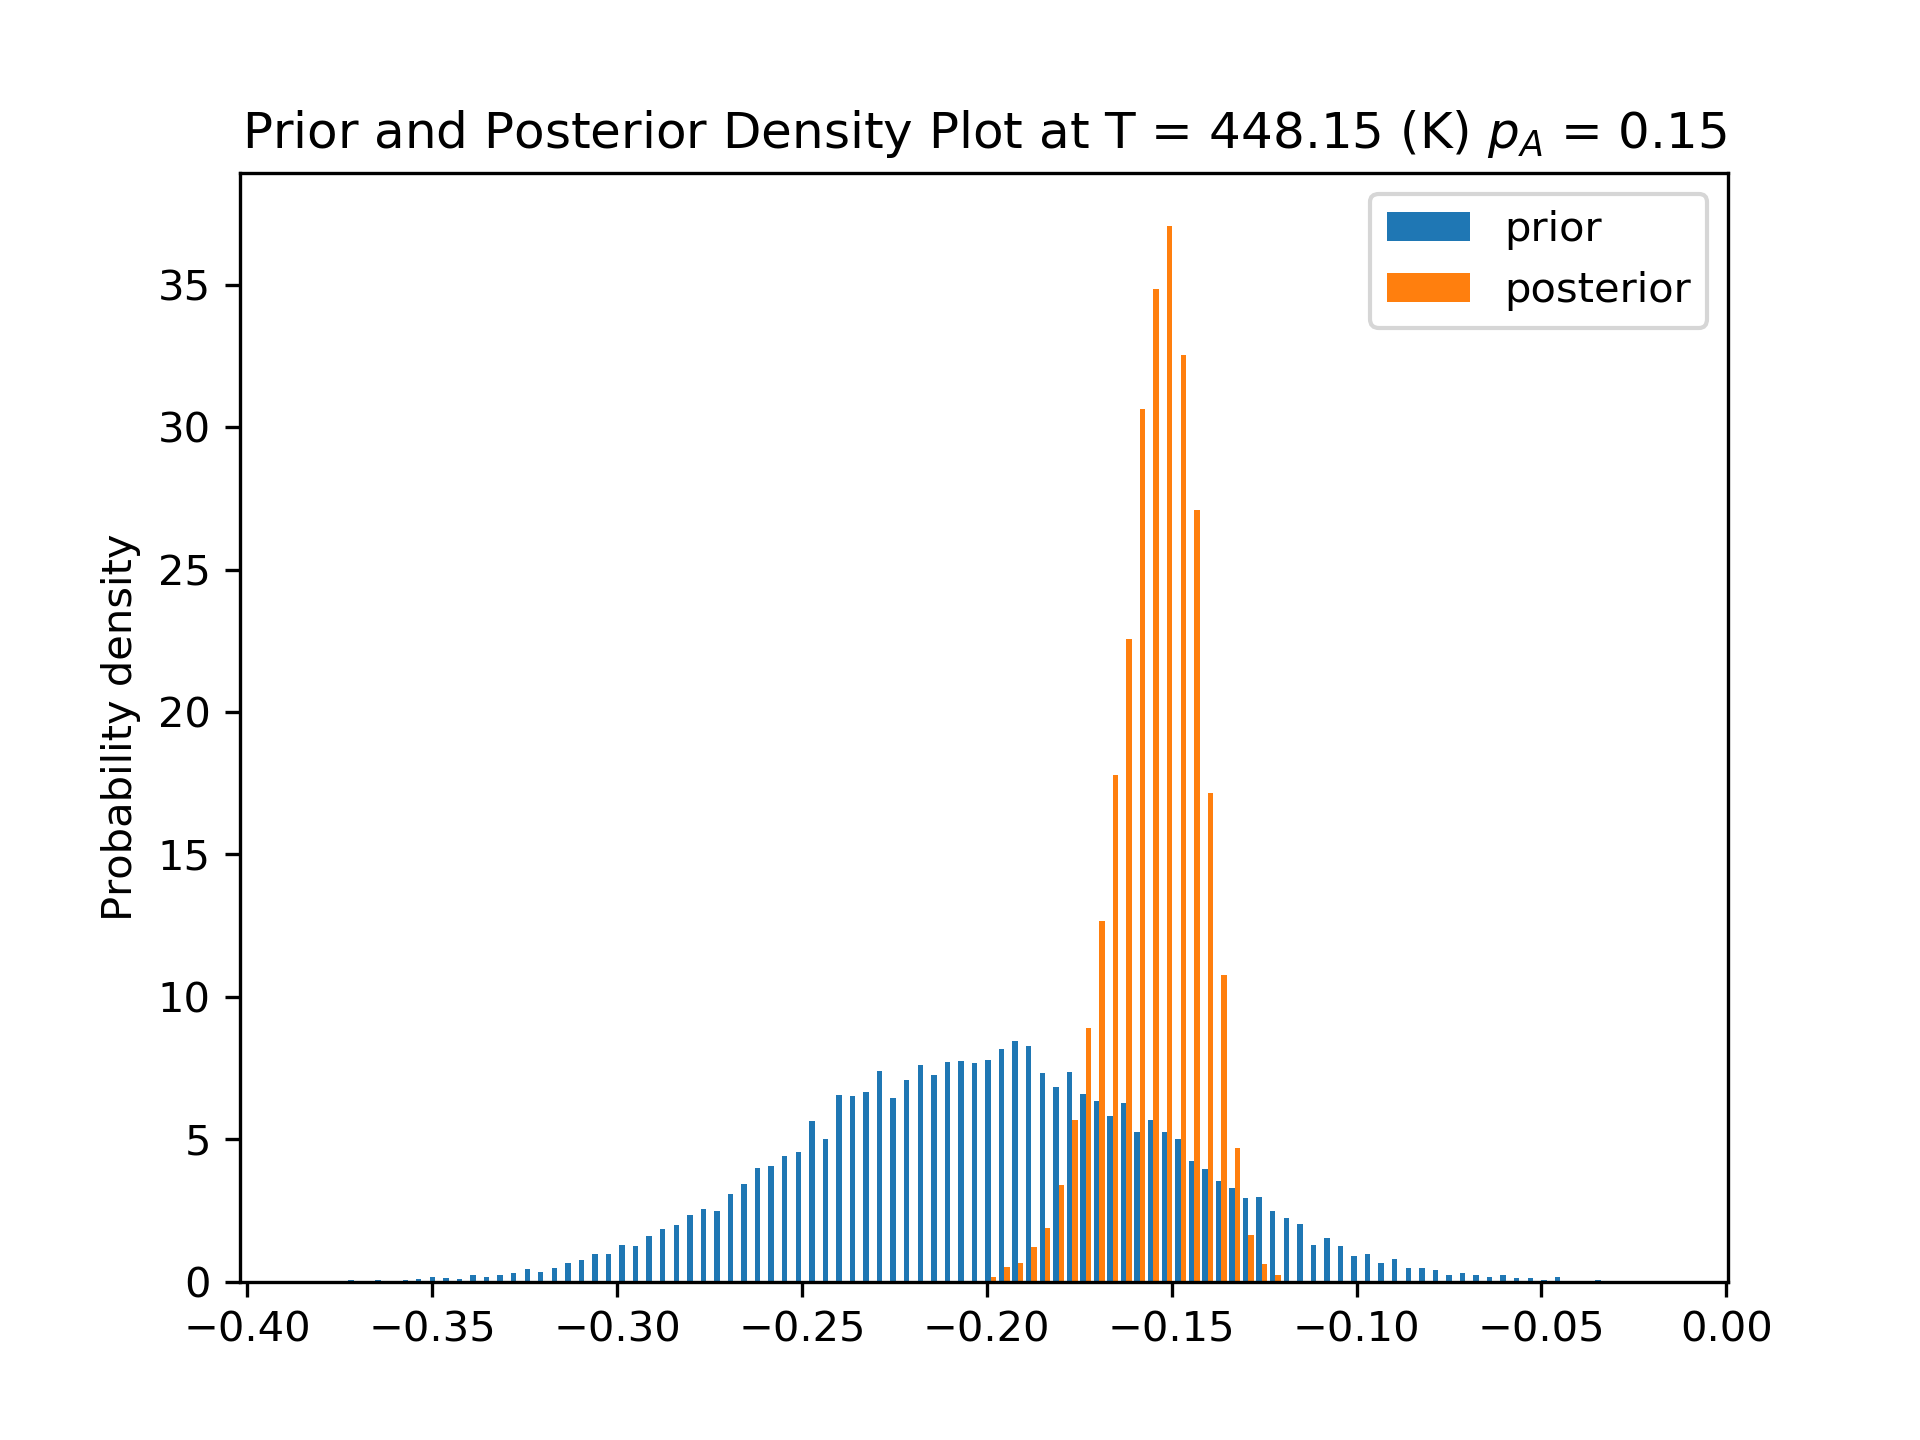 Prior and Posterior Density Plot at T = 448.15 (K) p_A = 0.15
prior
posterior
Probability density
35
30
25
20
15
10
5
0
−0.40 −0.35 −0.30 −0.25 −0.20 −0.15 −0.10 −0.05 0.00